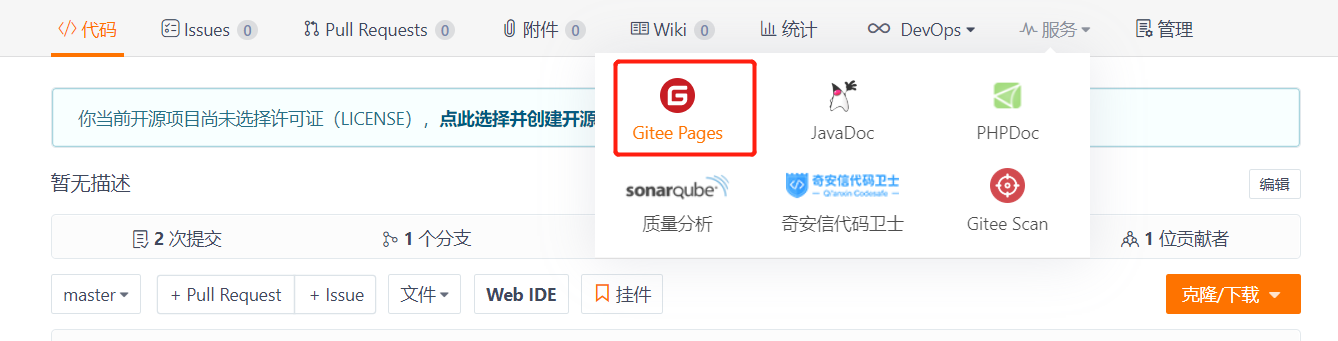 代码
Issues 0
Pull Requests 0
附件 0
Wiki 0
统计
DevOps
服务
管理
你当前开源项目尚未选择许可证（LICENSE），点此选择并创建开源
G
Gitee Pages
JavaDoc
PHPDoc
sonarqube
质量分析
奇安信代码卫士
Qi'anxin Codesafe
奇安信代码卫士
Gitee Scan
暂无描述
编辑
2 次提交
1 个分支
1 位贡献者
master
+ Pull Request
+ Issue
文件
Web IDE
挂件
克隆/下载